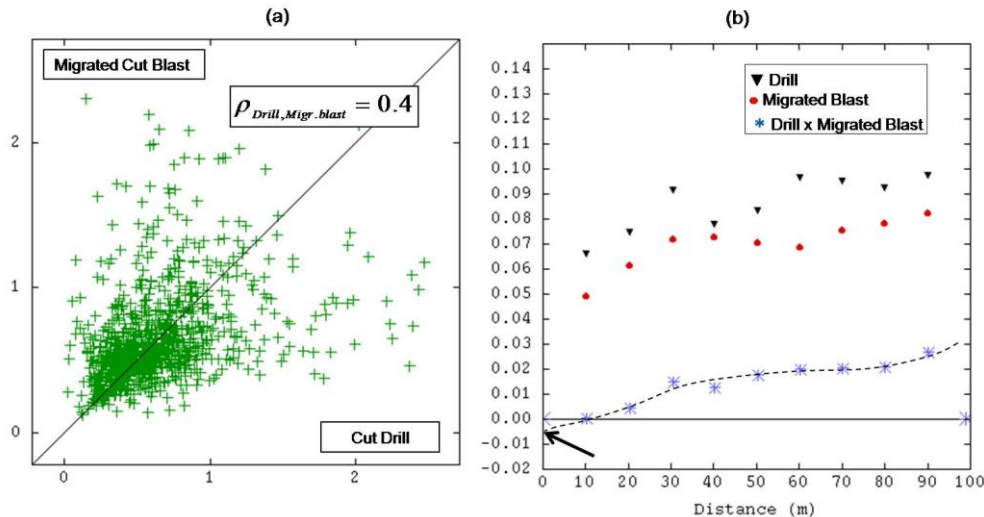 (a)
Migrated Cut Blast
ρ Drill,Migr.blast = 0.4
2
1
0
Cut Drill
0 1 2
(b)
0.14
0.13
0.12
0.11
0.10
0.09
0.08
0.07
0.06
0.05
0.04
0.03
0.02
0.01
0.00
-0.01
-0.02
Drill
Migrated Blast
Drill x Migrated Blast
0 10 20 30 40 50 60 70 80 90 100
Distance (m)